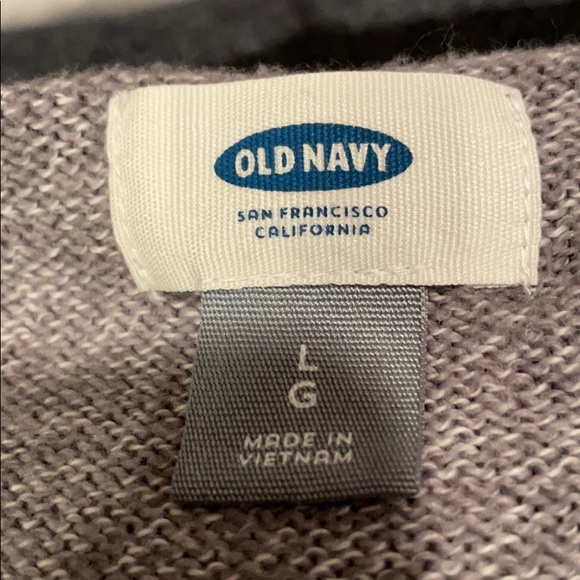 OLD NAVY
SAN FRANCISCO
CALIFORNIA
L
G
MADE IN
VIETNAM